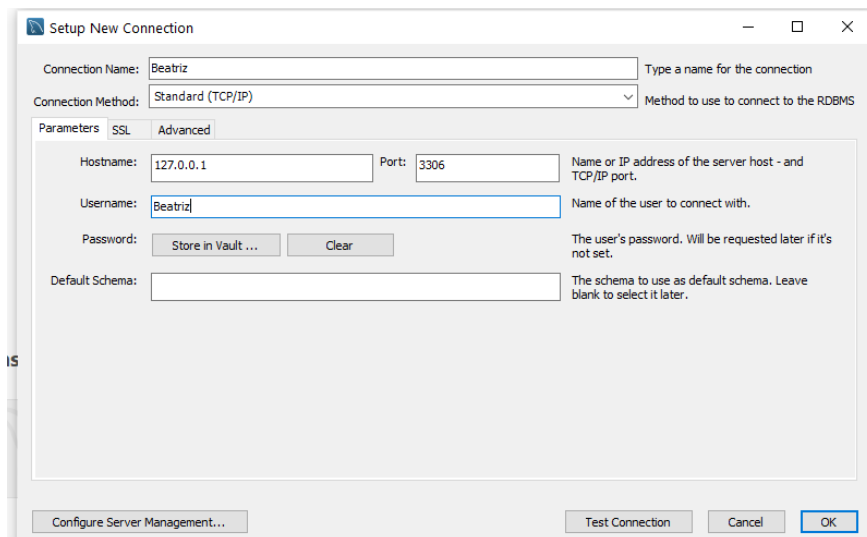 Setup New Connection
Connection Name: Beatriz Type a name for the connection
Connection Method: Standard (TCP/IP) Method to use to connect to the RDBMS
Parameters SSL Advanced
Hostname: 127.0.0.1 Port: 3306 Name or IP address of the server host - and
TCP/IP port.
Username: Beatriz Name of the user to connect with.
Password: Store in Vault ... Clear The user's password. Will be requested later if it's
not set.
Default Schema: The schema to use as default schema. Leave
blank to select it later.
Configure Server Management... Test Connection Cancel OK